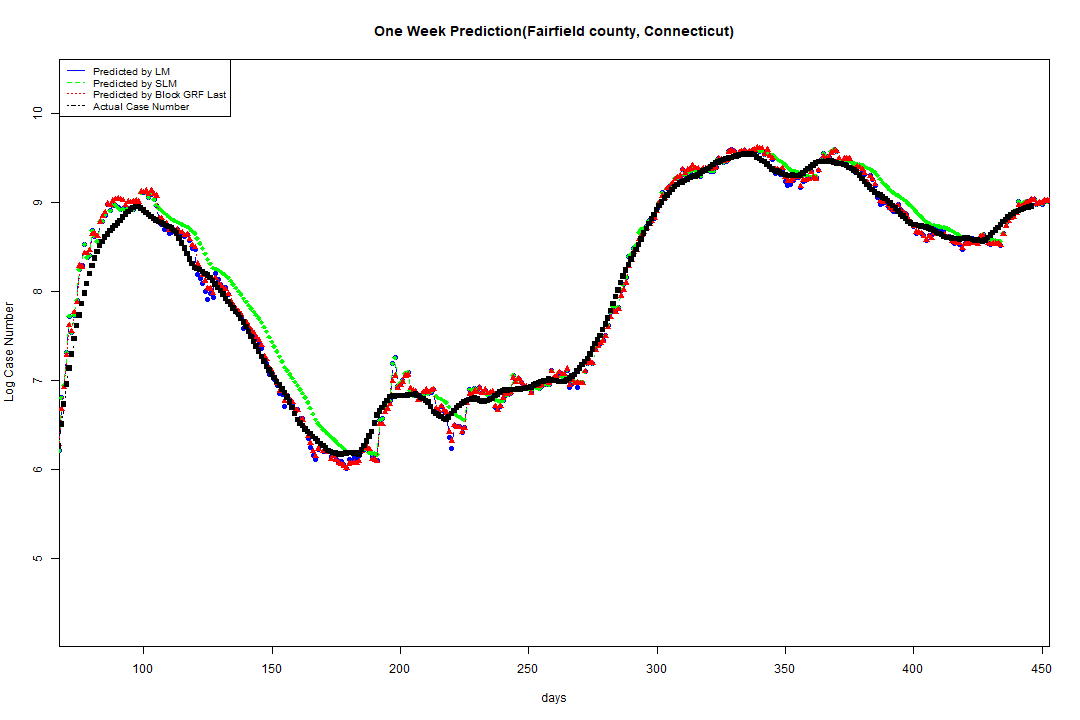 One Week Prediction(Fairfield county, Connecticut)
Predicted by LM
Predicted by SLM
Predicted by Block GRF Last
Actual Case Number
Log Case Number
10
9
8
7
6
5
100 150 200 250 300 350 400 450
days